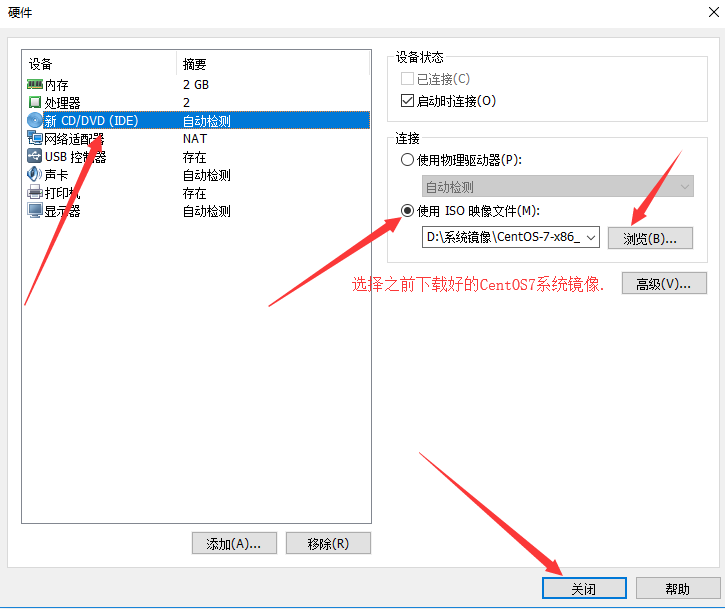 硬件
设备 摘要
内存 2 GB
处理器 2
新 CD/DVD (IDE) 自动检测
网络适配器 NAT
USB 控制器 存在
声卡 自动检测
打印机 存在
显示器 自动检测
添加(A)... 移除(R)
设备状态
已连接(C)
启动时连接(O)
连接
使用物理驱动器(P):
自动检测
使用 ISO 映像文件(M):
D:\系统镜像\CentOS-7-x86_ 浏览(B)...
选择之前下载好的CentOS7系统镜像.
高级(V)...
关闭 帮助